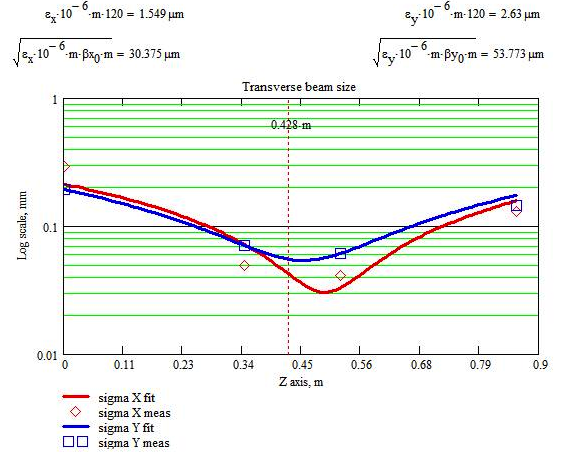 εx·10⁻⁶·m·120 = 1.549 μm
εy·10⁻⁶·m·120 = 2.63 μm
√εx·10⁻⁶·m·βx₀·m = 30.375 μm
√εy·10⁻⁶·m·βy₀·m = 53.773 μm
Transverse beam size
1
0.428·m
Log scale, mm
0.1
0.01
0 0.11 0.23 0.34 0.45 0.56 0.68 0.79 0.9
Z axis, m
sigma X fit
sigma X meas
sigma Y fit
sigma Y meas